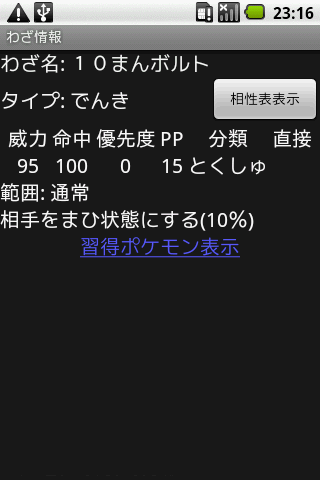 23:16
わざ情報
わざ名: １０まんボルト
タイプ: でんき
相性表表示
威力 命中 優先度 PP 分類 直接
95 100 0 15 とくしゅ
範囲: 通常
相手をまひ状態にする(10%)
習得ポケモン表示